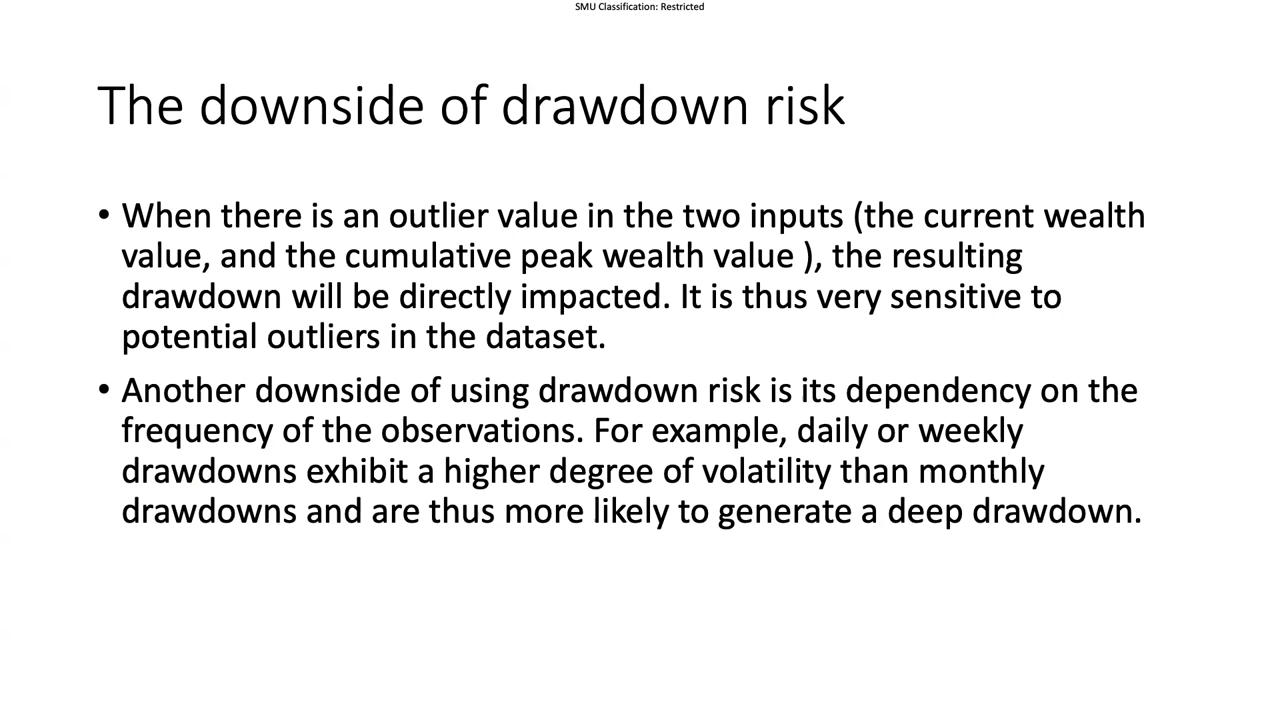 SMU Classification: Restricted
The downside of drawdown risk
• When there is an outlier value in the two inputs (the current wealth
value, and the cumulative peak wealth value ), the resulting
drawdown will be directly impacted. It is thus very sensitive to
potential outliers in the dataset.
• Another downside of using drawdown risk is its dependency on the
frequency of the observations. For example, daily or weekly
drawdowns exhibit a higher degree of volatility than monthly
drawdowns and are thus more likely to generate a deep drawdown.